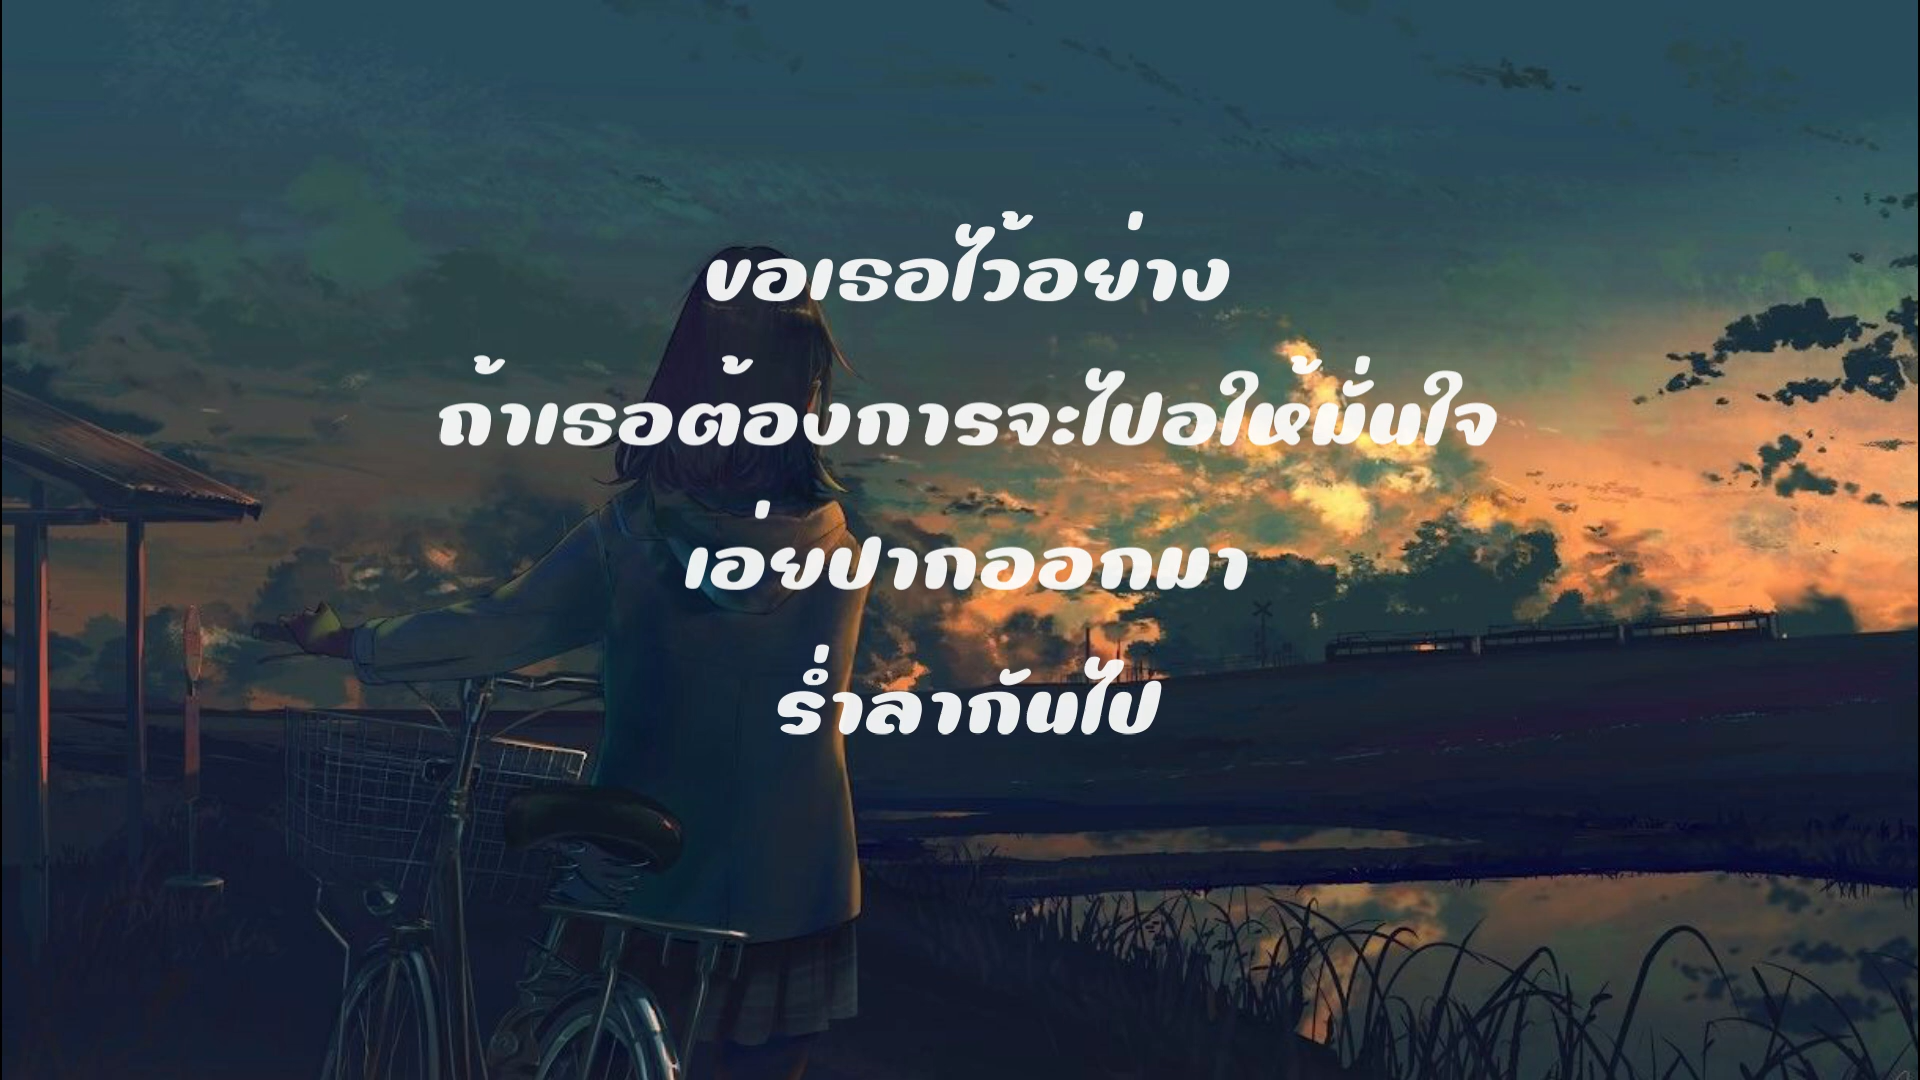 ขอเธอไว้อย่าง
ถ้าเธอต้องการจะไปอให้มั่นใจ
เอ่ยปากออกมา
ร่ำลากันไป